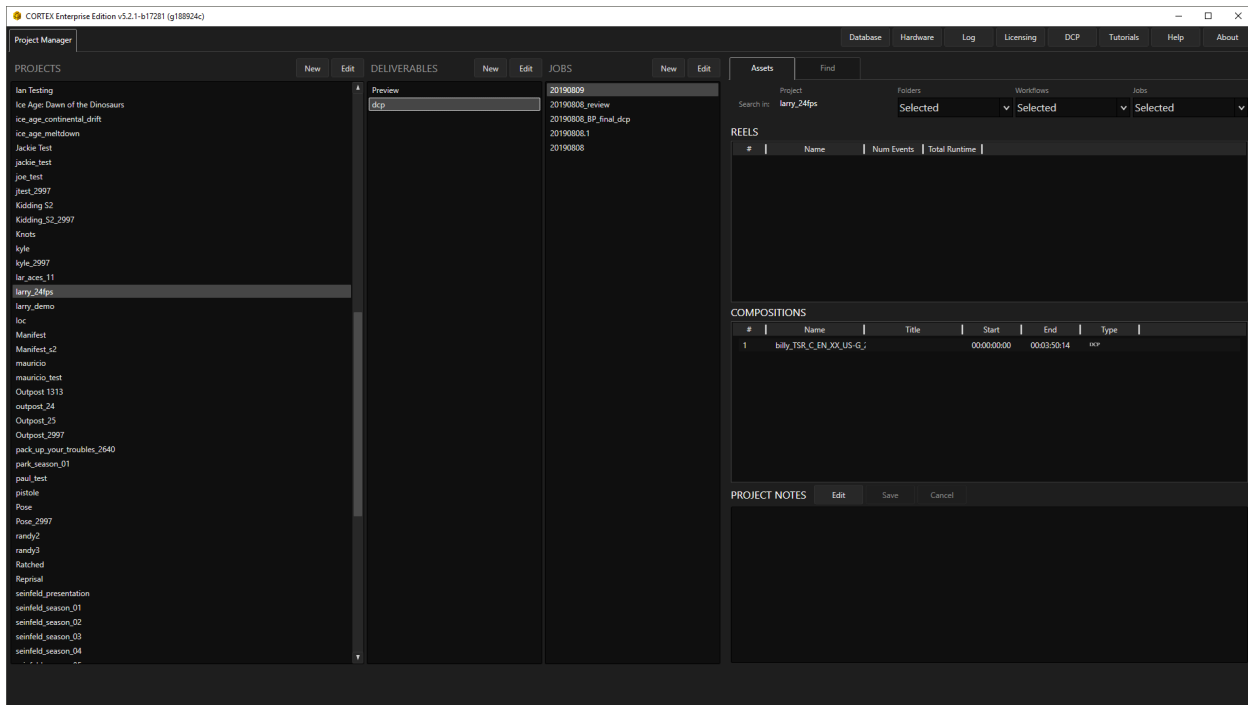 CORTEX Enterprise Edition v5.2.1-b17281 (g188924c)
Project Manager
Database Hardware Log Licensing DCP Tutorials Help About
PROJECTS New Edit
Ian Testing
Ice Age: Dawn of the Dinosaurs
ice_age_continental_drift
ice_age_meltdown
Jackie Test
jackie_test
joe_test
jtest_2997
Kidding S2
Kidding_S2_2997
Knots
kyle
kyle_2997
lar_aces_11
larry_24fps
larry_demo
loc
Manifest
Manifest_s2
mauricio
mauricio_test
Outpost 1313
outpost_24
Outpost_25
Outpost_2997
pack_up_your_troubles_2640
park_season_01
paul_test
pistole
Pose
Pose_2997
randy2
randy3
Ratched
Reprisal
seinfeld_presentation
seinfeld_season_01
seinfeld_season_02
seinfeld_season_03
seinfeld_season_04
DELIVERABLES New Edit
Preview
dcp
JOBS New Edit
20190809
20190808_review
20190808_BP_final_dcp
20190808.1
20190808
Assets Find
Project Folders Workflows Jobs
Search in: larry_24fps Selected Selected Selected
REELS
# Name Num Events Total Runtime
COMPOSITIONS
# Name Title Start End Type
1 billy_TSR_C_EN_XX_US-G_ 00:00:00:00 00:03:50:14 DCP
PROJECT NOTES Edit Save Cancel